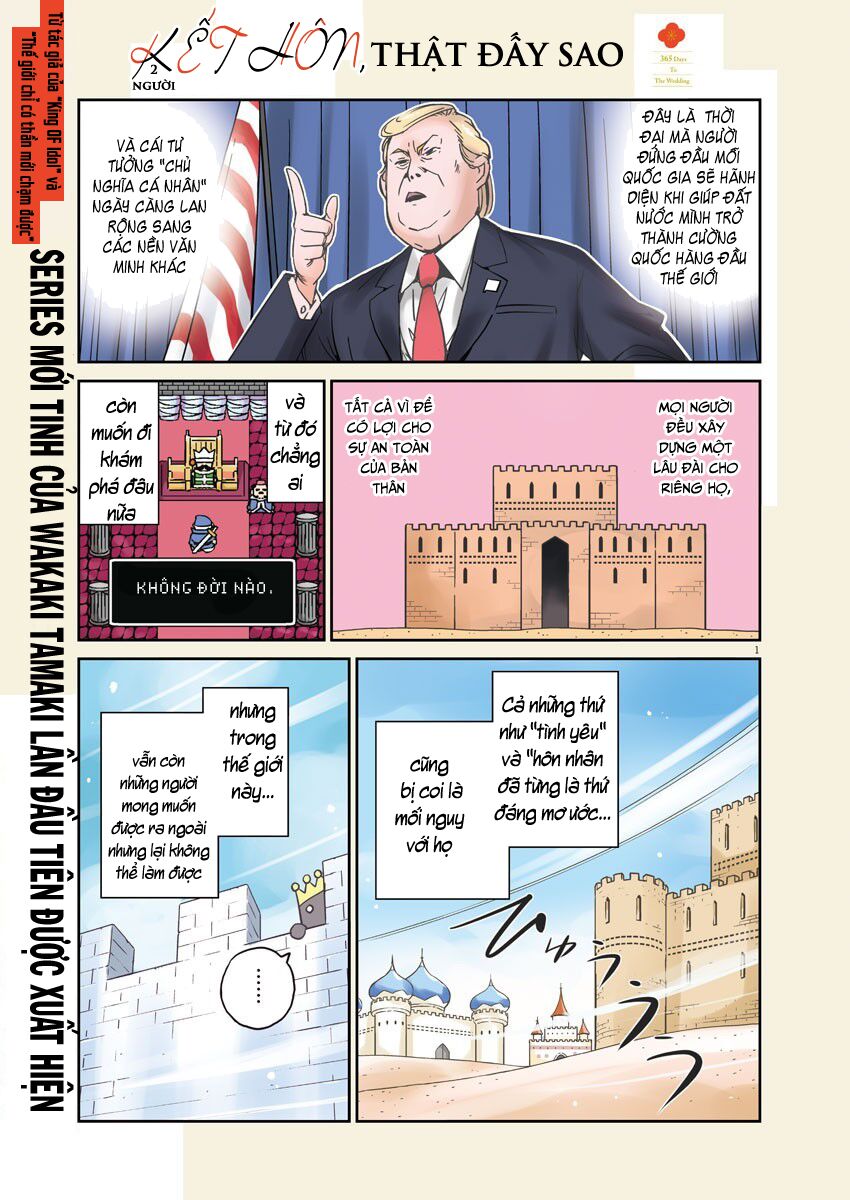 KẾT HÔN, THẬT ĐẤY SAO
2
NGƯỜI
365 Days
To
The Wedding
Từ tác giả của "King OF Idol" và
"Thế giới chỉ có thần mới chạm được"
SERIES MỚI TINH CỦA WAKAKI TAMAKI LẦN ĐẦU TIÊN ĐƯỢC XUẤT HIỆN
ĐÂY LÀ THỜI
ĐẠI MÀ NGƯỜI
ĐỨNG ĐẦU MỖI
QUỐC GIA SẼ HÃNH
DIỆN KHI GIÚP ĐẤT
NƯỚC MÌNH TRỞ
THÀNH CƯỜNG
QUỐC HÀNG ĐẦU
THẾ GIỚI
VÀ CÁI TƯ
TƯỞNG "CHỦ
NGHĨA CÁ NHÂN"
NGÀY CÀNG LAN
RỘNG SANG
CÁC NỀN VĂN
MINH KHÁC
MỌI NGƯỜI
ĐỀU XÂY
DỰNG MỘT
LÂU ĐÀI CHO
RIÊNG HỌ,
TẤT CẢ VÌ ĐỂ
CÓ LỢI CHO
SỰ AN TOÀN
CỦA BẢN
THÂN
và
từ đó
chẳng
ai
còn
muốn đi
khám
phá đâu
nữa
KHÔNG ĐỜI NÀO.
1
Cả những thứ
như "tình yêu"
và "hôn nhân
đã từng là thứ
đáng mơ ước...
cũng
bị coi là
mối nguy
với họ
ひゅうぅぅ
nhưng
trong
thế giới
này...
vẫn còn
những người
mong muốn
được ra ngoài
nhưng lại không
thể làm được
......